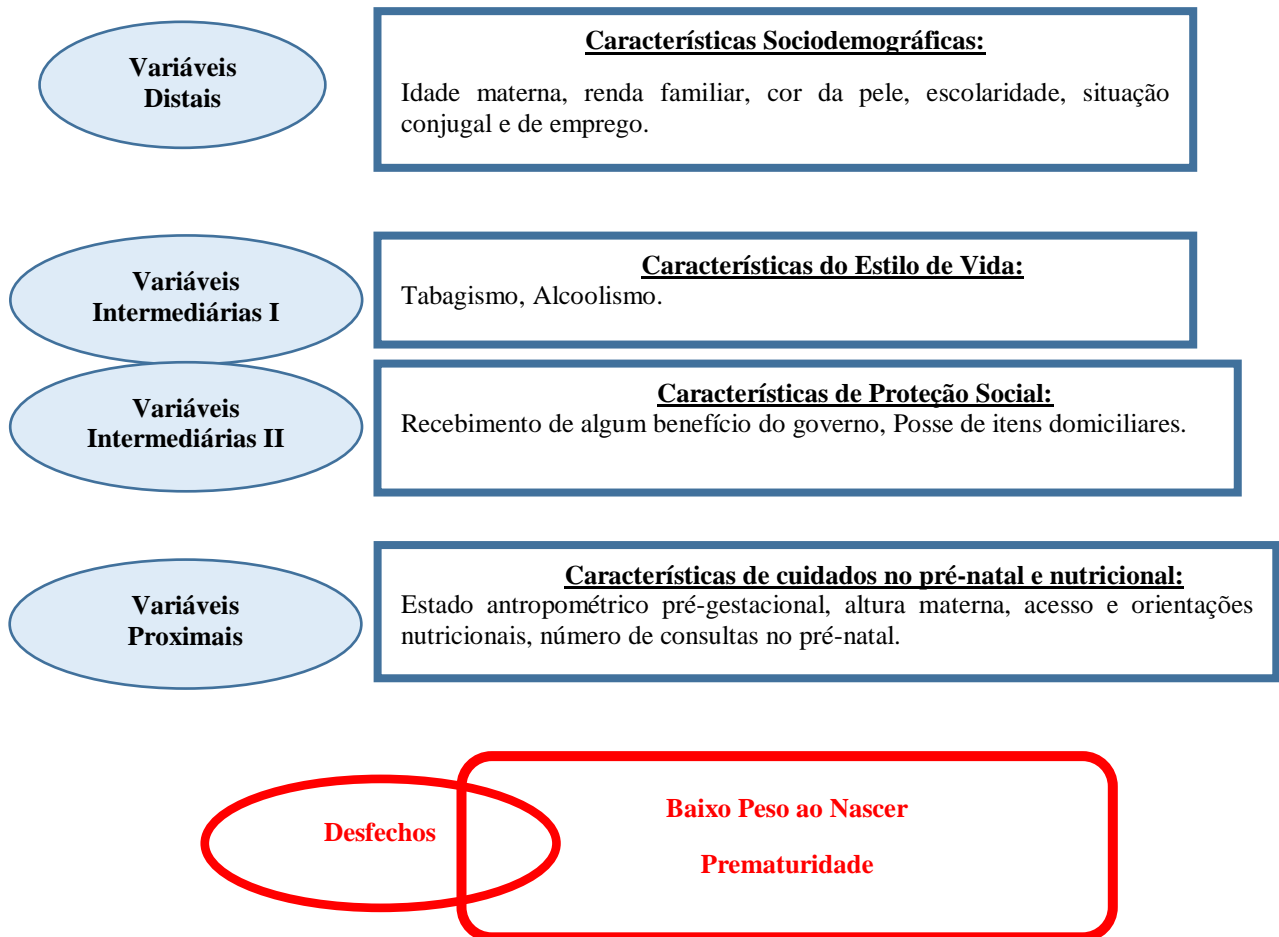 Variáveis
Distais
Características Sociodemográficas:
Idade materna, renda familiar, cor da pele, escolaridade, situação
conjugal e de emprego.
Variáveis
Intermediárias I
Características do Estilo de Vida:
Tabagismo, Alcoolismo.
Variáveis
Intermediárias II
Características de Proteção Social:
Recebimento de algum benefício do governo, Posse de itens domiciliares.
Variáveis
Proximais
Características de cuidados no pré-natal e nutricional:
Estado antropométrico pré-gestacional, altura materna, acesso e orientações
nutricionais, número de consultas no pré-natal.
Desfechos
Baixo Peso ao Nascer
Prematuridade